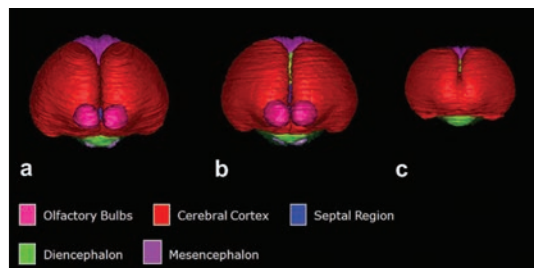 a b c
Olfactory Bulbs Cerebral Cortex Septal Region
Diencephalon Mesencephalon